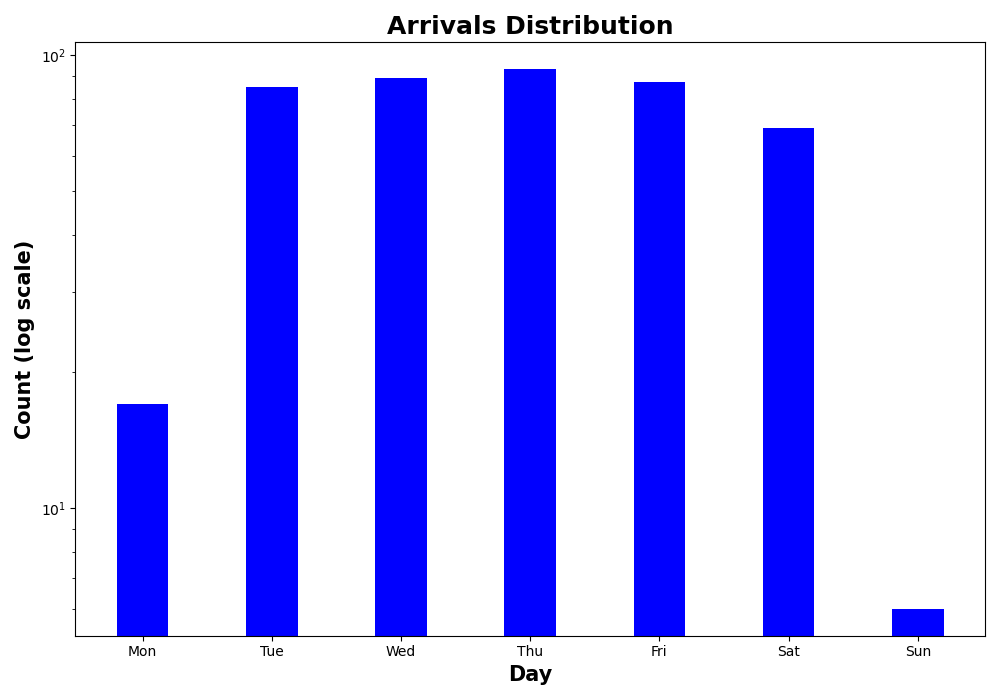 Arrivals Distribution
Count (log scale)
10²
10¹
Mon Tue Wed Thu Fri Sat Sun
Day